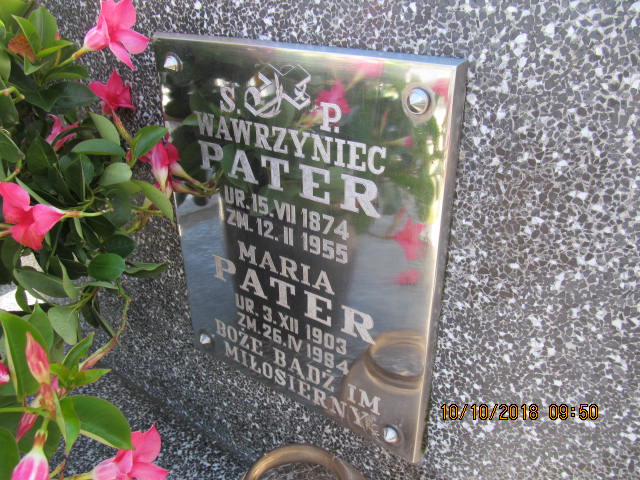 Ś. P.
WAWRZYNIEC
PATER
UR. 15. VII 1874
ZM. 12. II 1955
MARIA
PATER
UR. 3. XII 1903
ZM. 26. IV 1984
BOŻE BĄDŹ IM
MIŁOSIERNY
10/10/2018 09:50